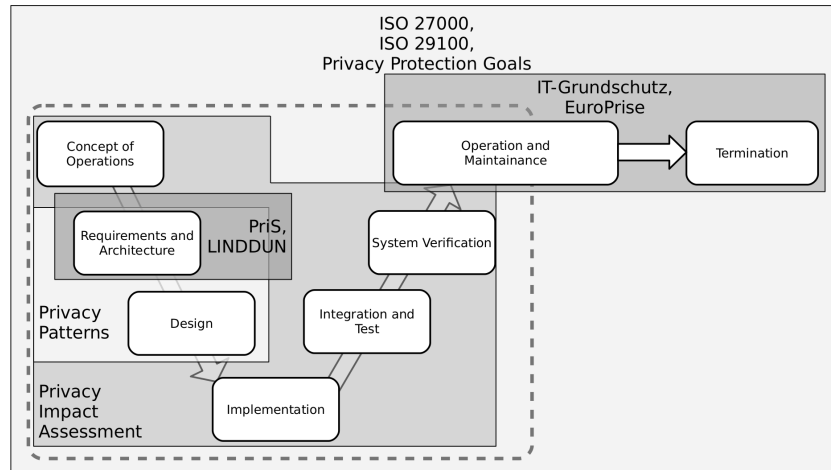 ISO 27000,
ISO 29100,
Privacy Protection Goals
IT-Grundschutz,
EuroPrise
Concept of
Operations
Operation and
Maintainance
Termination
Requirements and
Architecture
PriS,
LINDDUN
System Verification
Privacy
Patterns
Design
Integration and
Test
Privacy
Impact
Assessment
Implementation